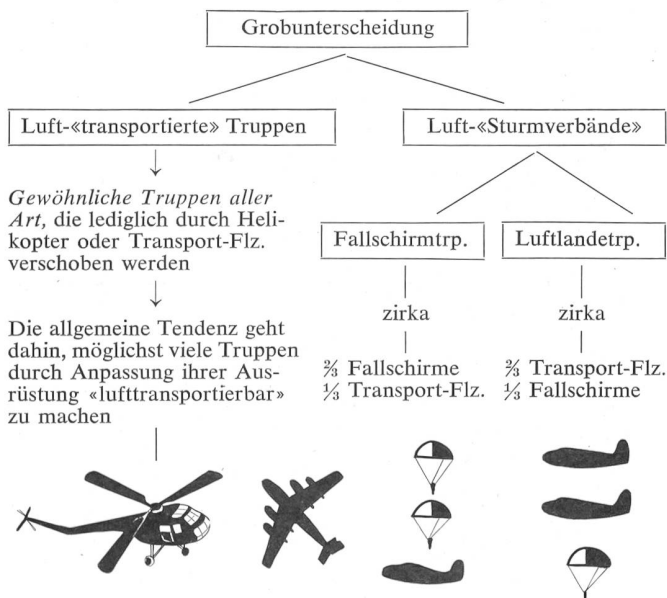 Grobunterscheidung
Luft-«transportierte» Truppen
Luft-«Sturmverbände»
Gewöhnliche Truppen aller
Art, die lediglich durch Heli-
kopter oder Transport-Flz.
verschoben werden
Die allgemeine Tendenz geht
dahin, möglichst viele Truppen
durch Anpassung ihrer Aus-
rüstung «lufttransportierbar»
zu machen
Fallschirmtrp.
zirka
⅔ Fallschirme
⅓ Transport-Flz.
Luftlandetrp.
zirka
⅔ Transport-Flz.
⅓ Fallschirme